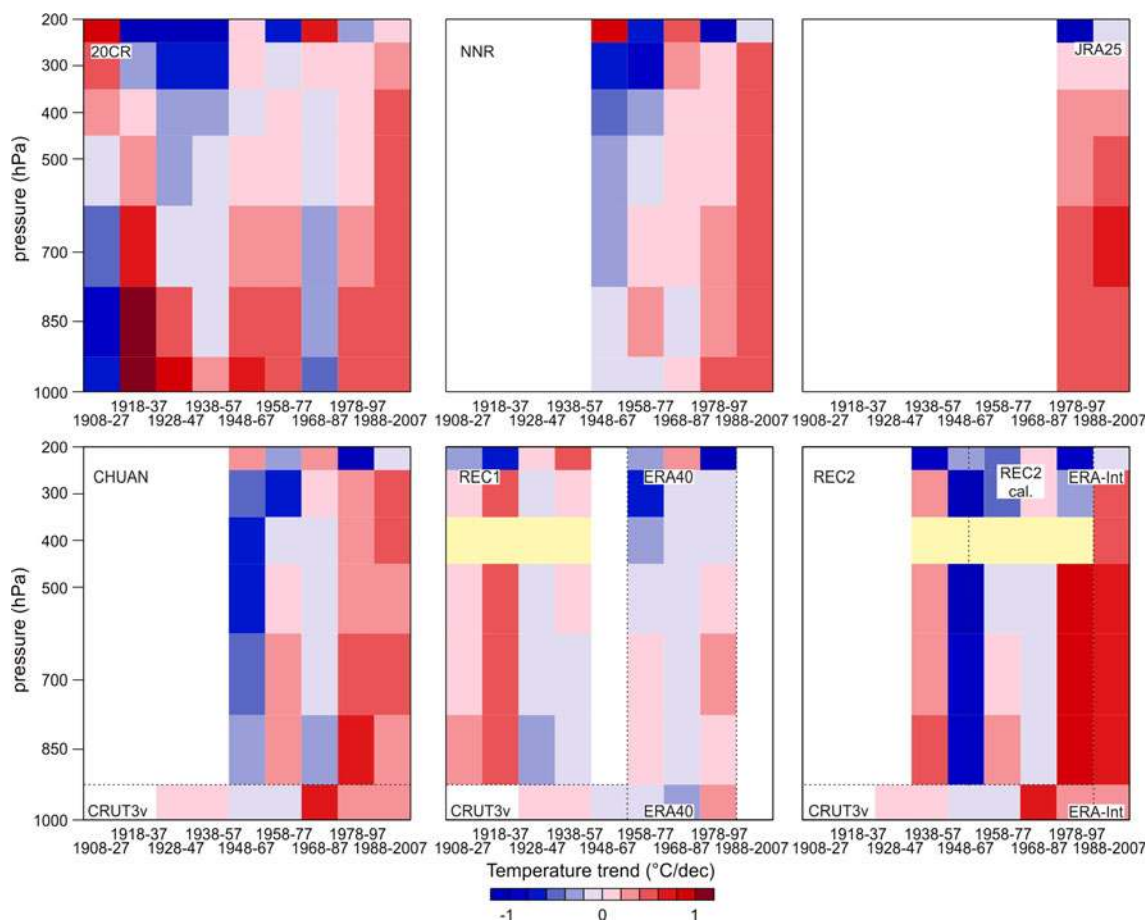 200
300
400
500
700
850
1000
pressure (hPa)
20CR
NNR
JRA25
1918-37 1938-57 1958-77 1978-97
1908-27 1928-47 1948-67 1968-87 1988-2007
1918-37 1938-57 1958-77 1978-97
1908-27 1928-47 1948-67 1968-87 1988-2007
1918-37 1938-57 1958-77 1978-97
1908-27 1928-47 1948-67 1968-87 1988-2007
200
300
400
500
700
850
1000
pressure (hPa)
CHUAN
CRUT3v
REC1
ERA40
CRUT3v
ERA40
REC2
REC2
cal.
ERA-Int
CRUT3v
ERA-Int
1918-37 1938-57 1958-77 1978-97
1908-27 1928-47 1948-67 1968-87 1988-2007
1918-37 1938-57 1958-77 1978-97
1908-27 1928-47 1948-67 1968-87 1988-2007
1918-37 1938-57 1958-77 1978-97
1908-27 1928-47 1948-67 1968-87 1988-2007
Temperature trend (°C/dec)
-1 0 1